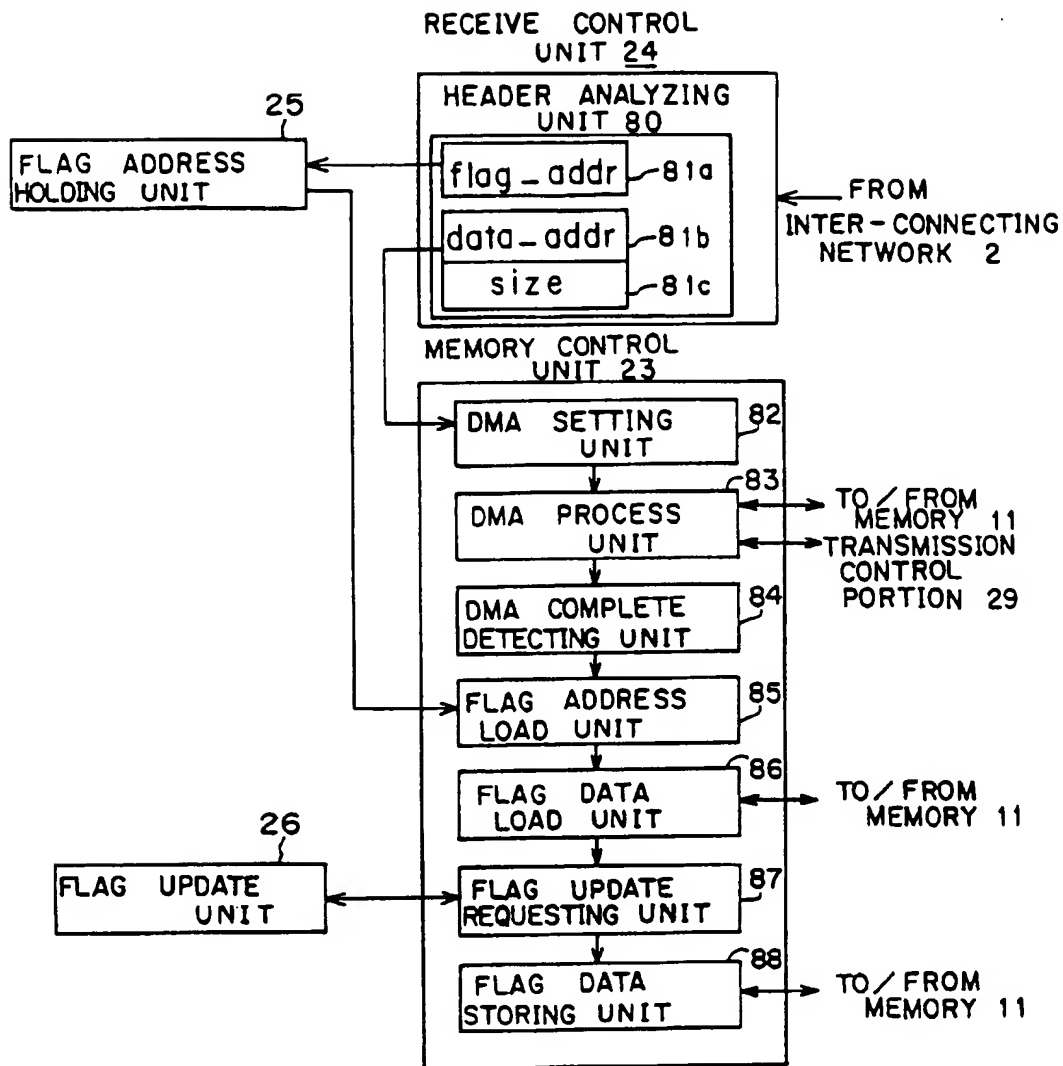 RECEIVE CONTROL
UNIT 24
HEADER ANALYZING
UNIT 80
25
FLAG ADDRESS
HOLDING UNIT
flag_addr
81a
FROM
INTER-CONNECTING
NETWORK 2
data_addr
81b
size
81c
MEMORY CONTROL
UNIT 23
DMA SETTING
UNIT
82
83
DMA PROCESS
UNIT
TO/FROM
MEMORY 11
TRANSMISSION
CONTROL
PORTION 29
DMA COMPLETE
DETECTING UNIT
84
FLAG ADDRESS
LOAD UNIT
85
86
FLAG DATA
LOAD UNIT
TO/FROM
MEMORY 11
26
FLAG UPDATE
UNIT
FLAG UPDATE
REQUESTING UNIT
87
88
FLAG DATA
STORING UNIT
TO/FROM
MEMORY 11